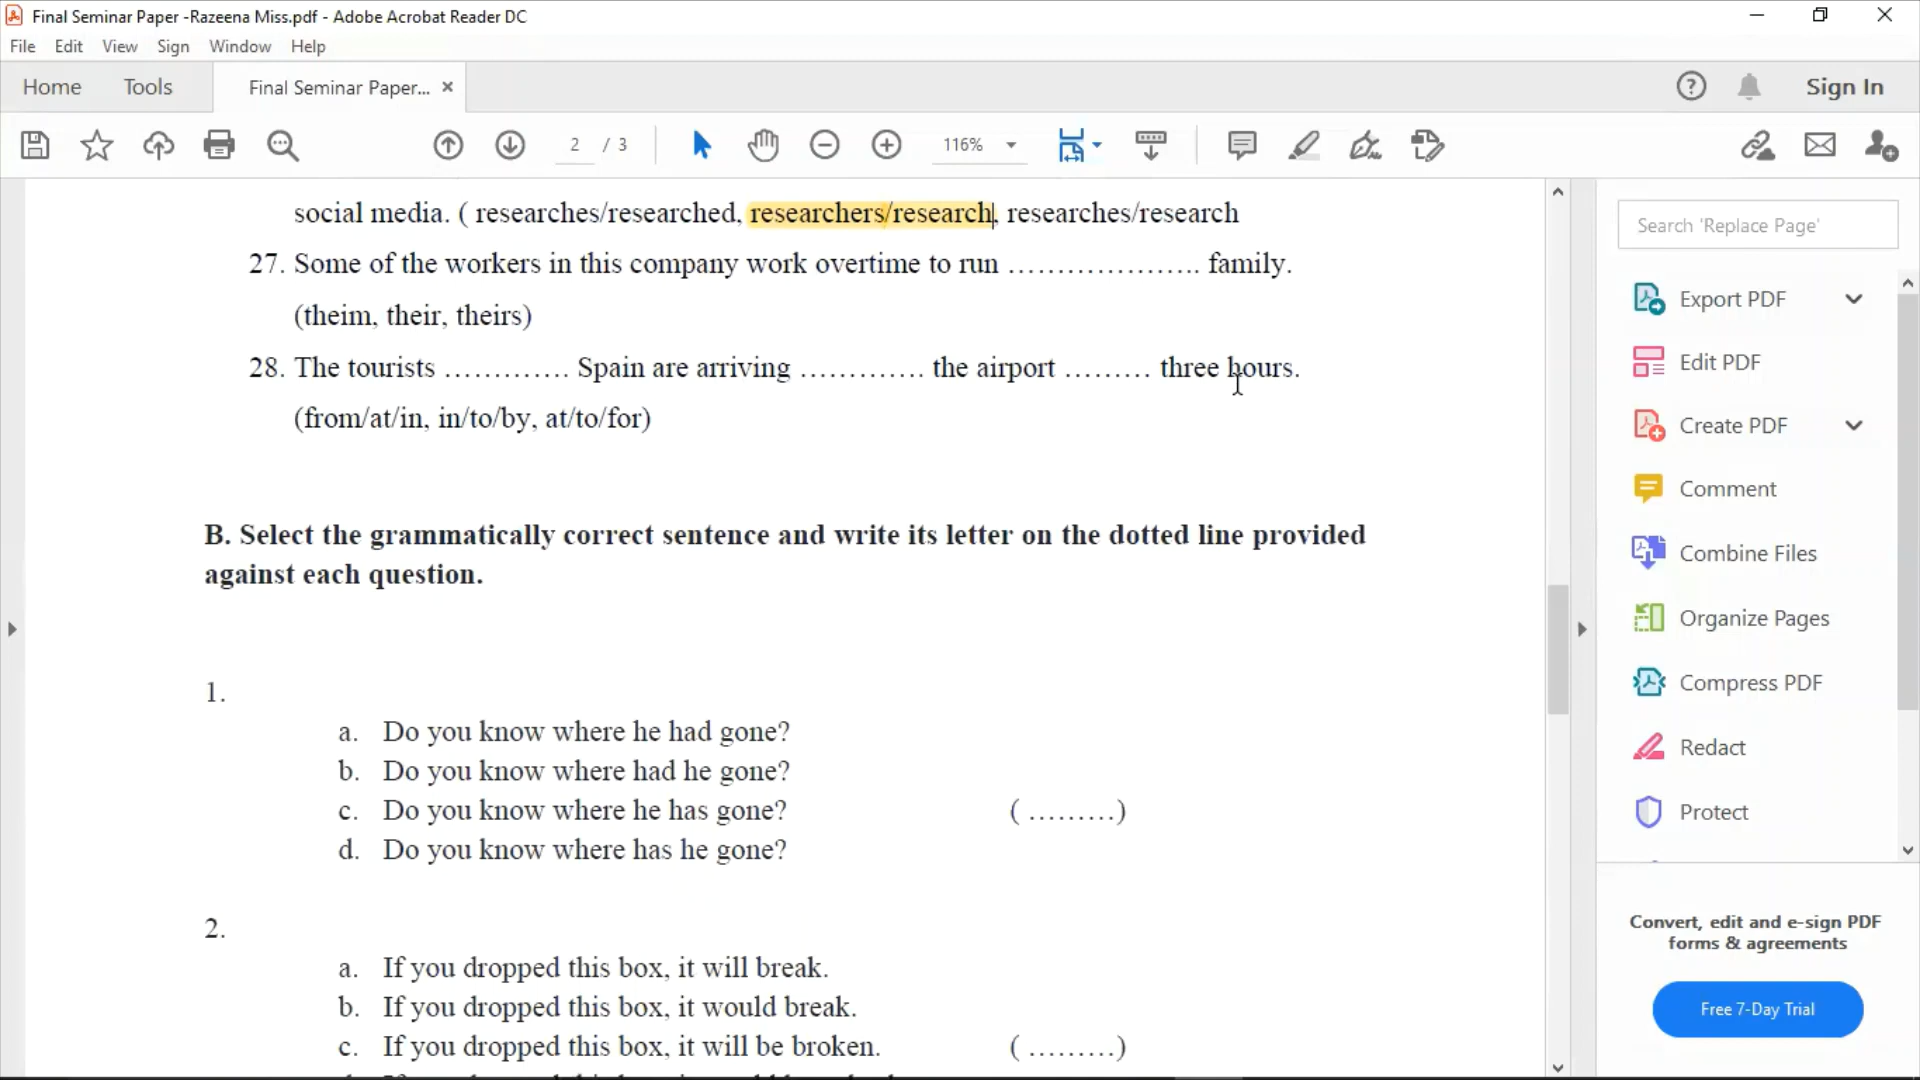 Final Seminar Paper -Razeena Miss.pdf - Adobe Acrobat Reader DC
File Edit View Sign Window Help
Home Tools Final Seminar Paper... × Sign In
2 / 3 116%
social media. ( researches/researched, researchers/research, researches/research
27. Some of the workers in this company work overtime to run ………………….. family.
(theim, their, theirs)
28. The tourists …………. Spain are arriving …………. the airport ……… three hours.
(from/at/in, in/to/by, at/to/for)
B. Select the grammatically correct sentence and write its letter on the dotted line provided
against each question.
1.
a. Do you know where he had gone?
b. Do you know where had he gone?
c. Do you know where he has gone? ( ………)
d. Do you know where has he gone?
2.
a. If you dropped this box, it will break.
b. If you dropped this box, it would break.
c. If you dropped this box, it will be broken. ( ………)
Search 'Replace Page'
Export PDF
Edit PDF
Create PDF
Comment
Combine Files
Organize Pages
Compress PDF
Redact
Protect
Convert, edit and e-sign PDF
forms & agreements
Free 7-Day Trial